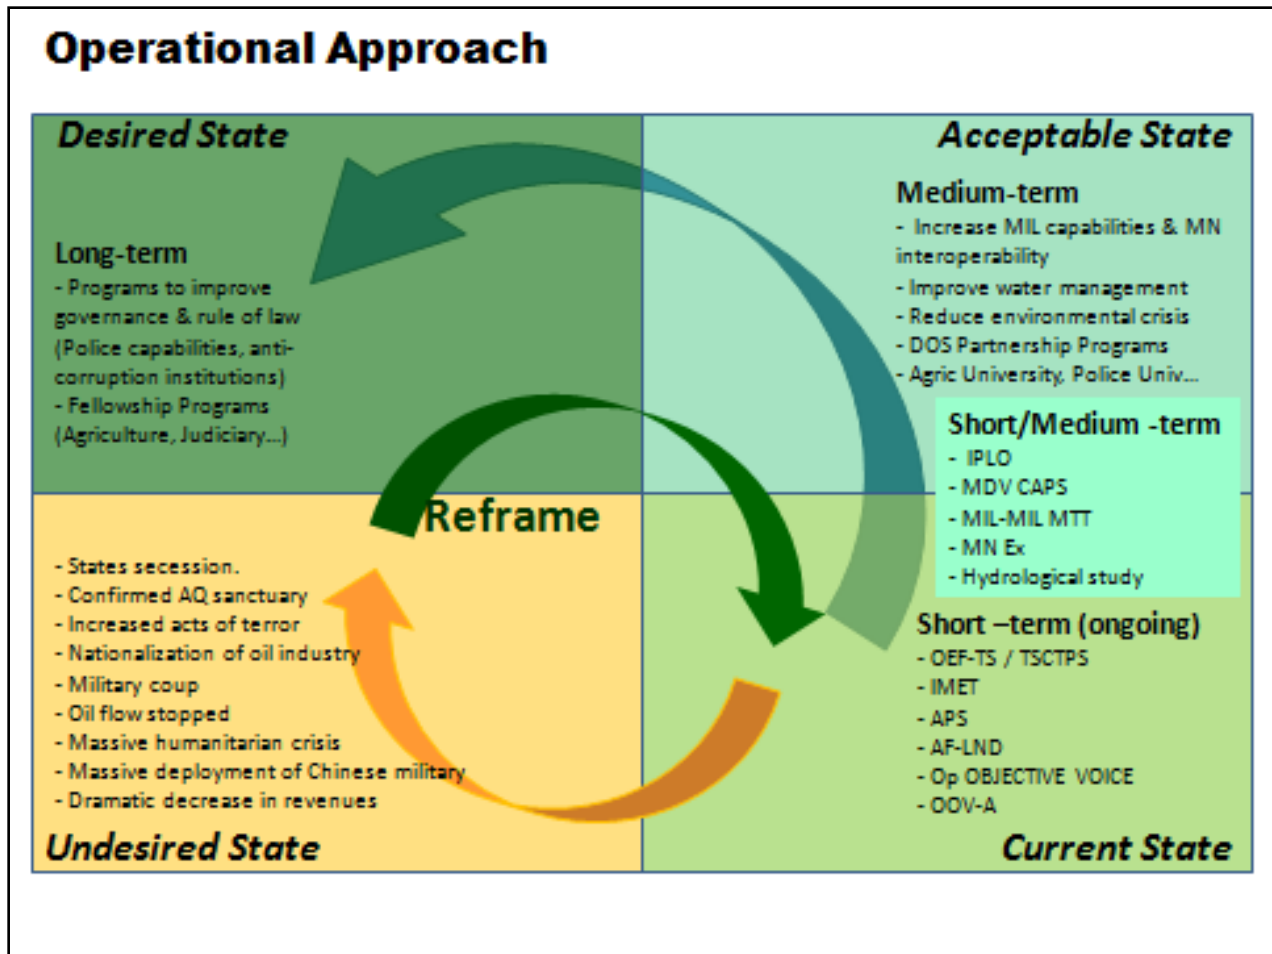 Operational Approach
Desired State
Long-term
- Programs to improve
governance & rule of law
(Police capabilities, anti-
corruption institutions)
- Fellowship Programs
(Agriculture, Judiciary...)
Acceptable State
Medium-term
- Increase MIL capabilities & MN
interoperability
- Improve water management
- Reduce environmental crisis
- DOS Partnership Programs
- Agric University, Police Univ...
Short/Medium -term
- IPLO
- MDV CAPS
- MIL-MIL MTT
- MN Ex
- Hydrological study
Reframe
- States secession.
- Confirmed AQ sanctuary
- Increased acts of terror
- Nationalization of oil industry
- Military coup
- Oil flow stopped
- Massive humanitarian crisis
- Massive deployment of Chinese military
- Dramatic decrease in revenues
Undesired State
Short –term (ongoing)
- OEF-TS / TSCTPS
- IMET
- APS
- AF-LND
- Op OBJECTIVE VOICE
- OOV-A
Current State